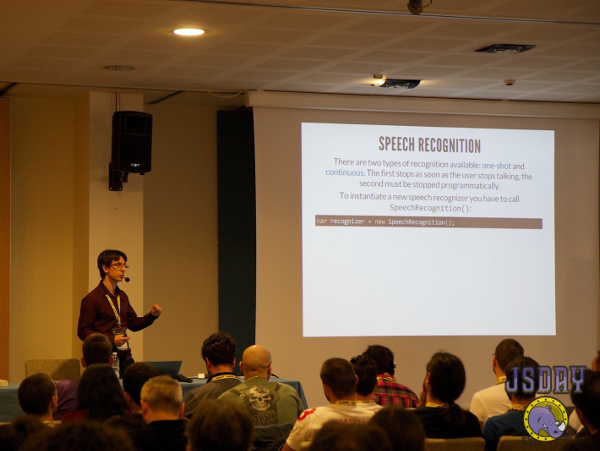 SPEECH RECOGNITION
There are two types of recognition available: one-shot and
continuous. The first stops as soon as the user stops talking, the
second must be stopped programmatically.
To instantiate a new speech recognizer you have to call
SpeechRecognition():
var recognizer = new SpeechRecognition();
JSDAY